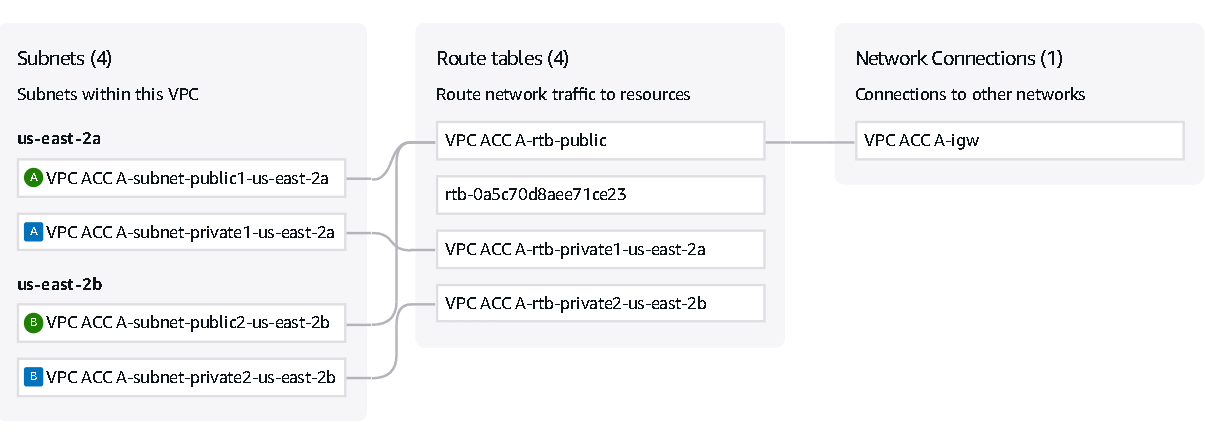 Subnets (4)
Subnets within this VPC
us-east-2a
A VPC ACC A-subnet-public1-us-east-2a
A VPC ACC A-subnet-private1-us-east-2a
us-east-2b
B VPC ACC A-subnet-public2-us-east-2b
B VPC ACC A-subnet-private2-us-east-2b
Route tables (4)
Route network traffic to resources
VPC ACC A-rtb-public
rtb-0a5c70d8aee71ce23
VPC ACC A-rtb-private1-us-east-2a
VPC ACC A-rtb-private2-us-east-2b
Network Connections (1)
Connections to other networks
VPC ACC A-igw